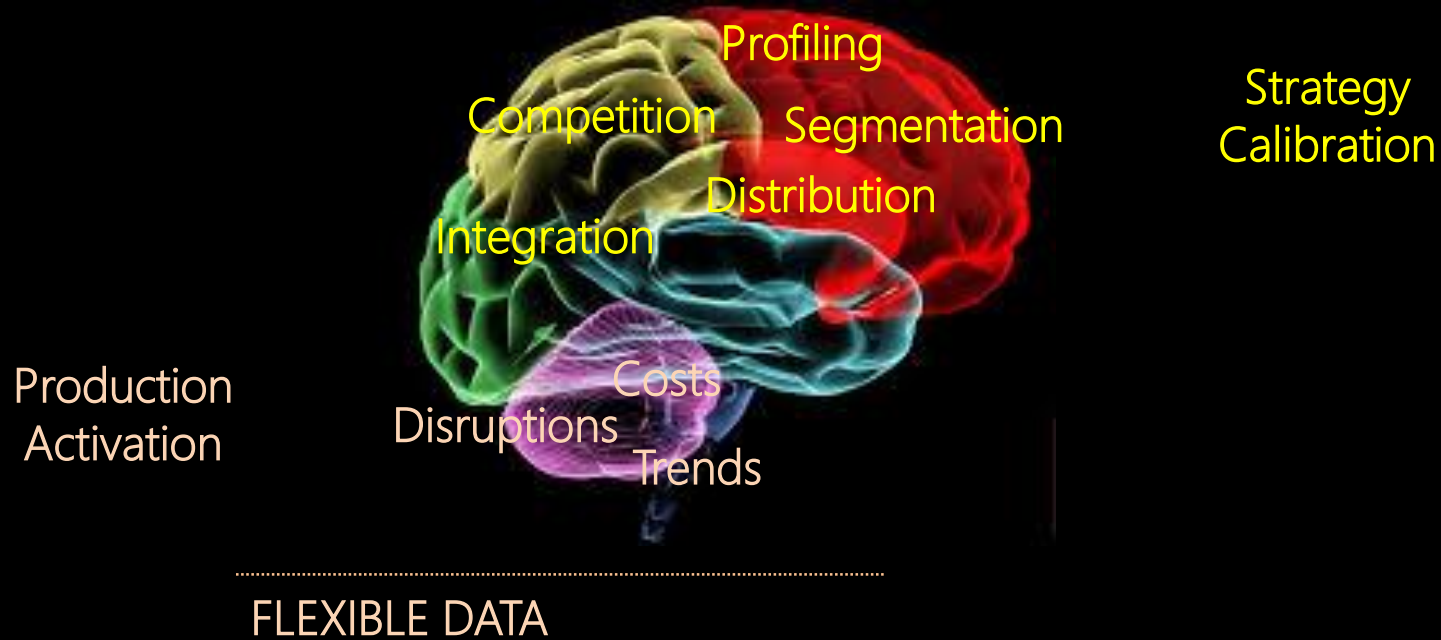 Profiling
Strategy
Calibration
Competition
Segmentation
Distribution
Integration
Production
Activation
Costs
Disruptions
Trends
FLEXIBLE DATA